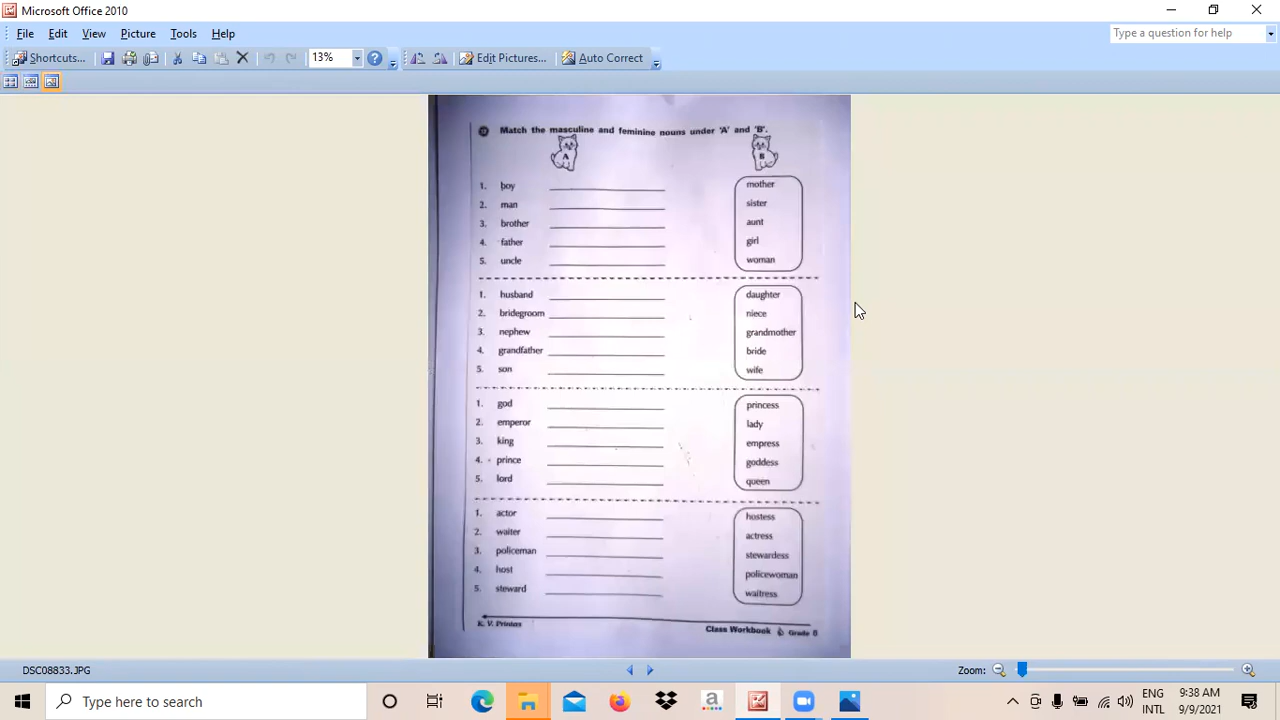 Microsoft Office 2010
File Edit View Picture Tools Help
Type a question for help
Shortcuts... 13% Edit Pictures... Auto Correct
Match the masculine and feminine nouns under 'A' and 'B'.
A B
1. boy mother
2. man sister
3. brother aunt
4. father girl
5. uncle woman
1. husband daughter
2. bridegroom niece
3. nephew grandmother
4. grandfather bride
5. son wife
1. god princess
2. emperor lady
3. king empress
4. prince goddess
5. lord queen
1. actor hostess
2. waiter actress
3. policeman stewardess
4. host policewoman
5. steward waitress
K. V. Printas Class Workbook Grade
DSC08833.JPG Zoom:
Type here to search
ENG
INTL
9:38 AM
9/9/2021